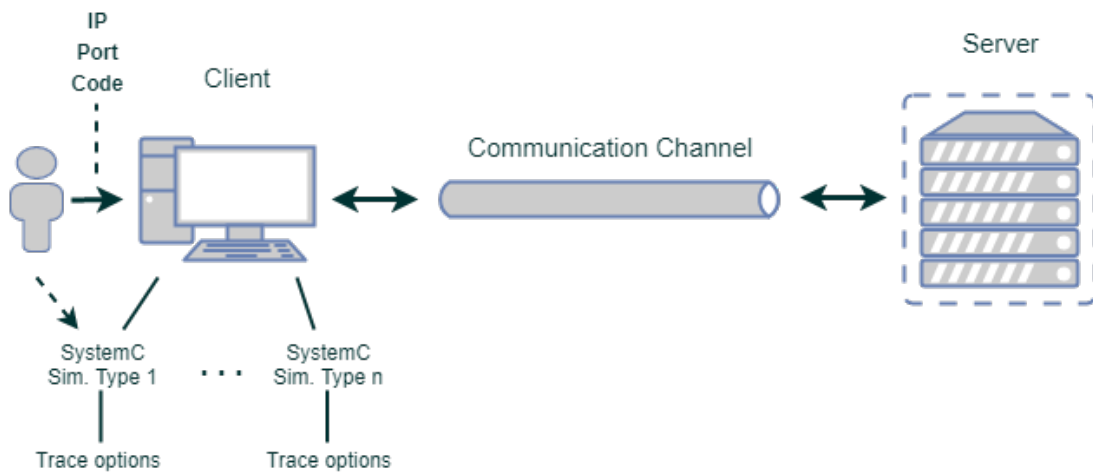 IP
Port
Code
Client
Server
Communication Channel
SystemC
Sim. Type 1
. . .
SystemC
Sim. Type n
Trace options
Trace options